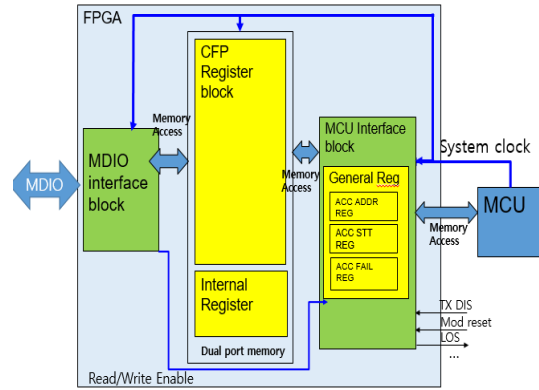 FPGA
CFP
Register
block
Memory
Access
MDIO
MDIO
interface
block
Memory
Access
MCU Interface
block
General Reg
ACC ADDR
REG
ACC STT
REG
ACC FAIL
REG
System clock
MCU
Memory
Access
Internal
Register
Dual port memory
TX DIS
Mod reset
LOS
...
Read/Write Enable